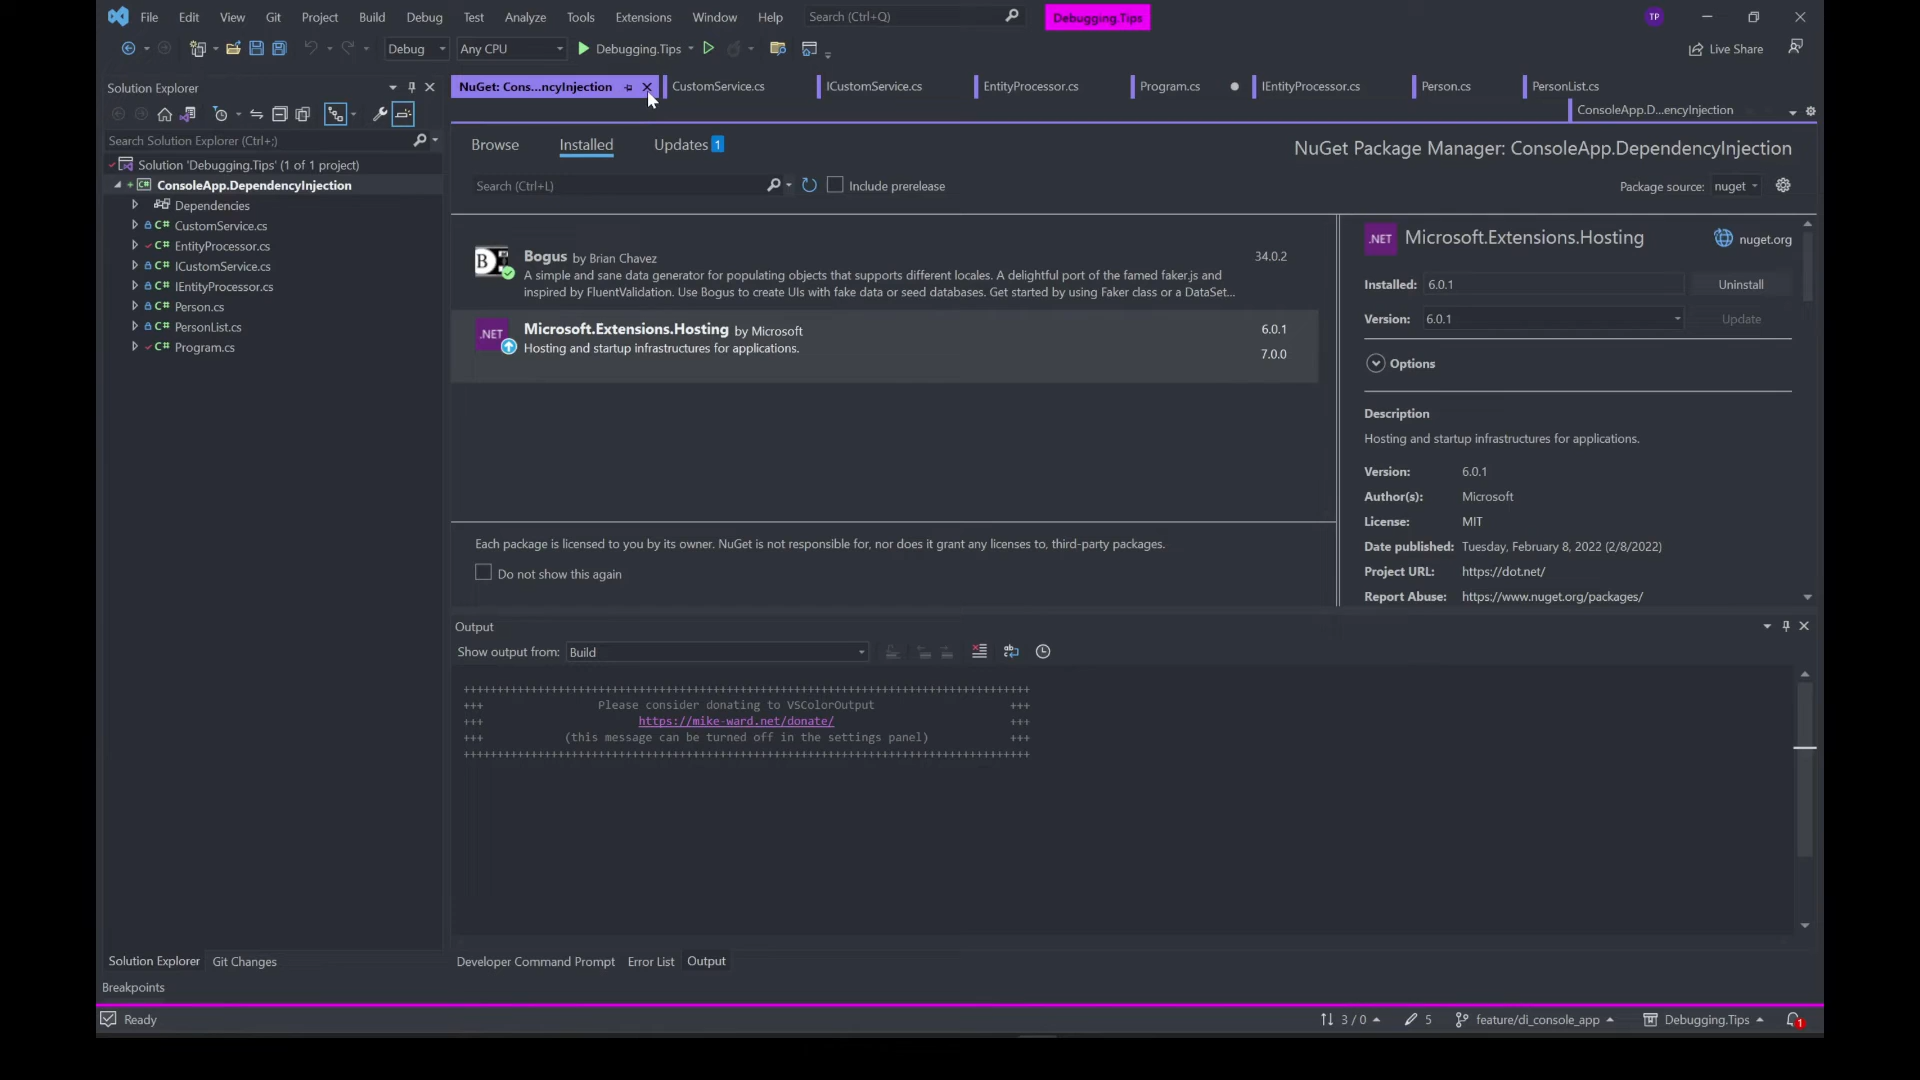 File Edit View Git Project Build Debug Test Analyze Tools Extensions Window Help Search (Ctrl+Q) Debugging.Tips TP
Debug Any CPU Debugging.Tips Live Share
Solution Explorer
Search Solution Explorer (Ctrl+;)
Solution 'Debugging.Tips' (1 of 1 project)
C# ConsoleApp.DependencyInjection
Dependencies
C# CustomService.cs
C# EntityProcessor.cs
C# ICustomService.cs
C# IEntityProcessor.cs
C# Person.cs
C# PersonList.cs
C# Program.cs
NuGet: Cons...ncyInjection CustomService.cs ICustomService.cs EntityProcessor.cs Program.cs IEntityProcessor.cs Person.cs PersonList.cs
ConsoleApp.D...encyInjection
Browse Installed Updates 1
NuGet Package Manager: ConsoleApp.DependencyInjection
Search (Ctrl+L) Include prerelease
Package source: nuget
Bogus by Brian Chavez 34.0.2
A simple and sane data generator for populating objects that supports different locales. A delightful port of the famed faker.js and
inspired by FluentValidation. Use Bogus to create UIs with fake data or seed databases. Get started by using Faker class or a DataSet...
.NET Microsoft.Extensions.Hosting by Microsoft 6.0.1
Hosting and startup infrastructures for applications. 7.0.0
Each package is licensed to you by its owner. NuGet is not responsible for, nor does it grant any licenses to, third-party packages.
Do not show this again
.NET Microsoft.Extensions.Hosting nuget.org
Installed: 6.0.1 Uninstall
Version: 6.0.1 Update
Options
Description
Hosting and startup infrastructures for applications.
Version: 6.0.1
Author(s): Microsoft
License: MIT
Date published: Tuesday, February 8, 2022 (2/8/2022)
Project URL: https://dot.net/
Report Abuse: https://www.nuget.org/packages/
Output
Show output from: Build
++++++++++++++++++++++++++++++++++++++++++++++++++++++++++++++++++++++++++++++++++++
+++ Please consider donating to VSColorOutput +++
+++ https://mike-ward.net/donate/ +++
+++ (this message can be turned off in the settings panel) +++
++++++++++++++++++++++++++++++++++++++++++++++++++++++++++++++++++++++++++++++++++++
Solution Explorer Git Changes
Developer Command Prompt Error List Output
Breakpoints
Ready 3 / 0 5 feature/di_console_app Debugging.Tips 1